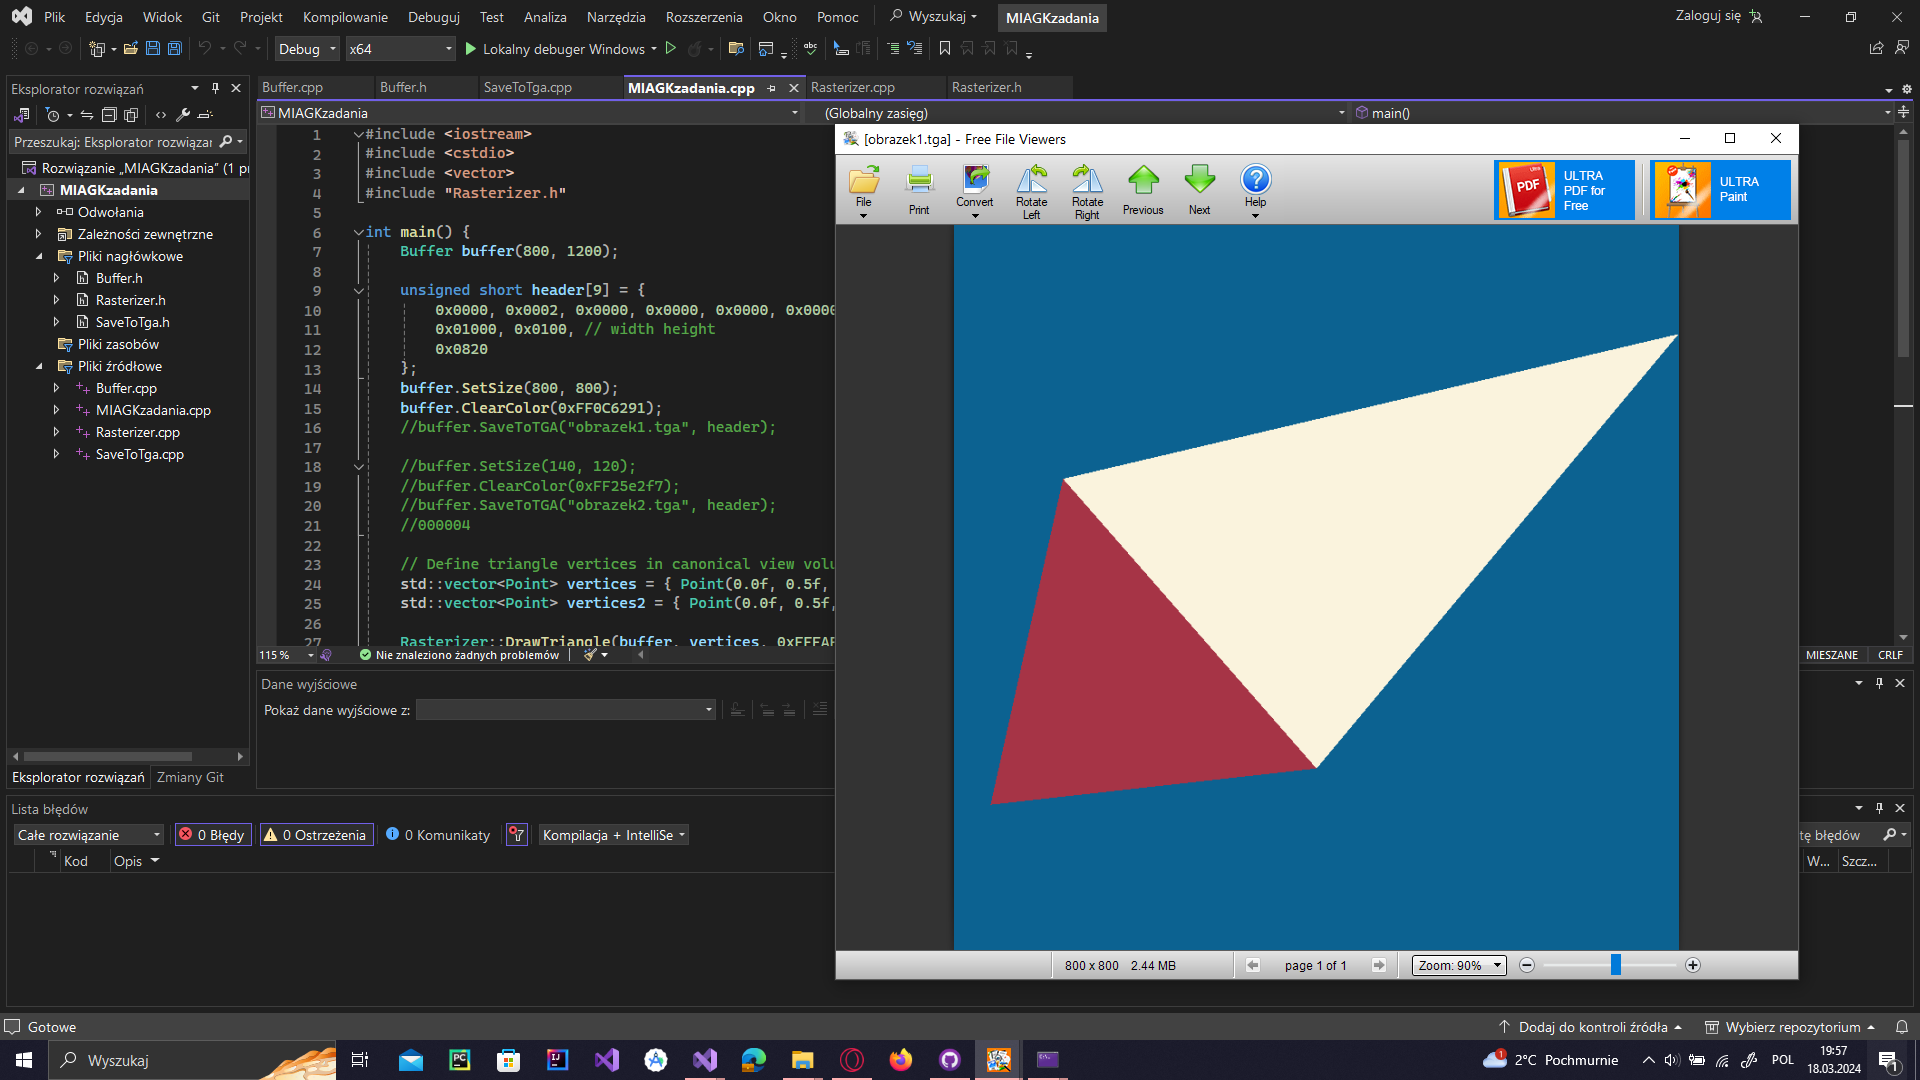 Plik Edycja Widok Git Projekt Kompilowanie Debuguj Test Analiza Narzędzia Rozszerzenia Okno Pomoc Wyszukaj MIAGKzadania Zaloguj się
Debug x64 Lokalny debuger Windows
Eksplorator rozwiązań
Przeszukaj: Eksplorator rozwiązar
Rozwiązanie „MIAGKzadania” (1 pr
MIAGKzadania
Odwołania
Zależności zewnętrzne
Pliki nagłówkowe
Buffer.h
Rasterizer.h
SaveToTga.h
Pliki zasobów
Pliki źródłowe
Buffer.cpp
MIAGKzadania.cpp
Rasterizer.cpp
SaveToTga.cpp
Eksplorator rozwiązań Zmiany Git
Buffer.cpp Buffer.h SaveToTga.cpp MIAGKzadania.cpp Rasterizer.cpp Rasterizer.h
MIAGKzadania (Globalny zasięg) main()
1 #include <iostream>
2 #include <cstdio>
3 #include <vector>
4 #include "Rasterizer.h"
5
6 int main() {
7 Buffer buffer(800, 1200);
8
9 unsigned short header[9] = {
10 0x0000, 0x0002, 0x0000, 0x0000, 0x0000, 0x0000
11 0x01000, 0x0100, // width height
12 0x0820
13 };
14 buffer.SetSize(800, 800);
15 buffer.ClearColor(0xFF0C6291);
16 //buffer.SaveToTGA("obrazek1.tga", header);
17
18 //buffer.SetSize(140, 120);
19 //buffer.ClearColor(0xFF25e2f7);
20 //buffer.SaveToTGA("obrazek2.tga", header);
21 //000004
22
23 // Define triangle vertices in canonical view volu
24 std::vector<Point> vertices = { Point(0.0f, 0.5f,
25 std::vector<Point> vertices2 = { Point(0.0f, 0.5f,
26
27 Rasterizer::DrawTriangle(buffer, vertices,
115 % Nie znaleziono żadnych problemów
MIESZANE CRLF
Dane wyjściowe
Pokaż dane wyjściowe z:
Lista błędów
Całe rozwiązanie 0 Błędy 0 Ostrzeżenia 0 Komunikaty Kompilacja + IntelliSe tę błędów
Kod Opis W... Szcz...
[obrazek1.tga] - Free File Viewers
File Print Convert Rotate Left Rotate Right Previous Next Help
PDF
ULTRA
PDF for
Free
ULTRA
Paint
800 x 800 2.44 MB page 1 of 1 Zoom: 90%
Gotowe Dodaj do kontroli źródła Wybierz repozytorium
Wyszukaj
1 2°C Pochmurnie POL 19:57
18.03.2024
1